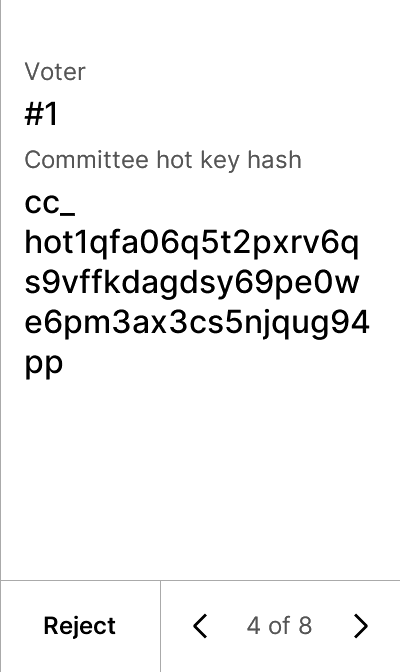 Voter
#1
Committee hot key hash
cc_
hot1qfa06q5t2pxrv6q
s9vffkdagdsy69pe0w
e6pm3ax3cs5njqug94
pp
Reject
4 of 8